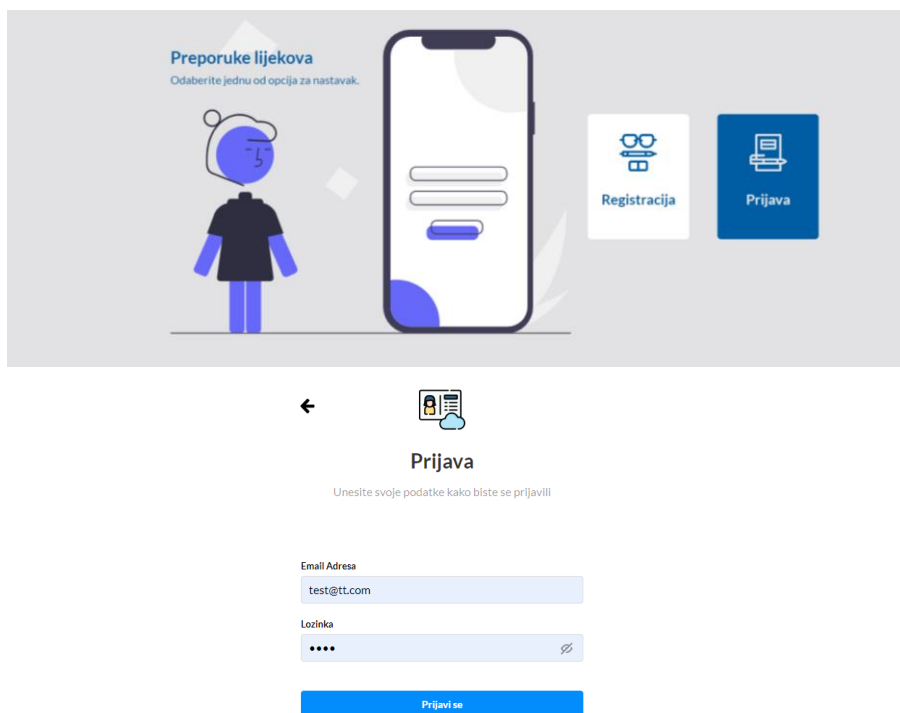 Preporuke lijekova
Odaberite jednu od opcija za nastavak.
Registracija
Prijava
Prijava
Unesite svoje podatke kako biste se prijavili
Email Adresa
test@tt.com
Lozinka
••••
Prijavi se